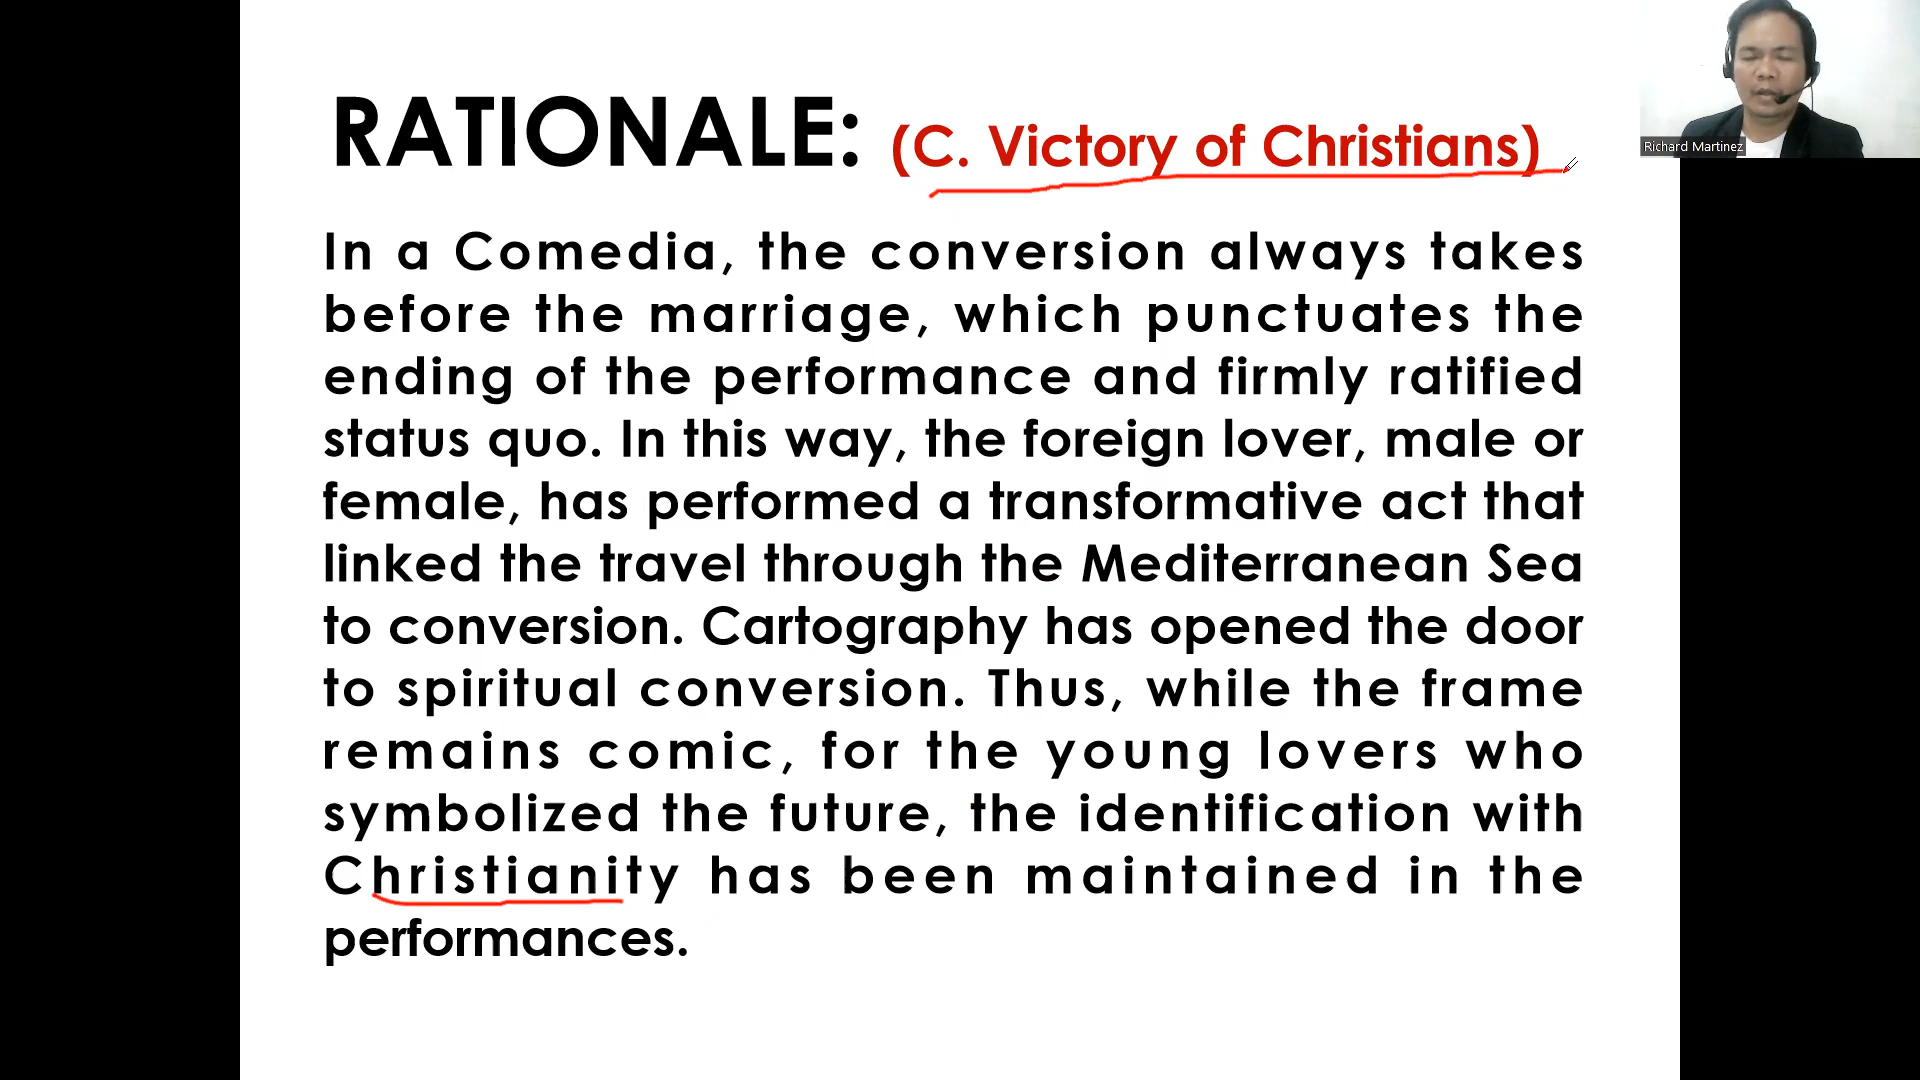 RATIONALE: (C. Victory of Christians)
Richard Martinez
In a Comedia, the conversion always takes
before the marriage, which punctuates the
ending of the performance and firmly ratified
status quo. In this way, the foreign lover, male or
female, has performed a transformative act that
linked the travel through the Mediterranean Sea
to conversion. Cartography has opened the door
to spiritual conversion. Thus, while the frame
remains comic, for the young lovers who
symbolized the future, the identification with
Christianity has been maintained in the
performances.